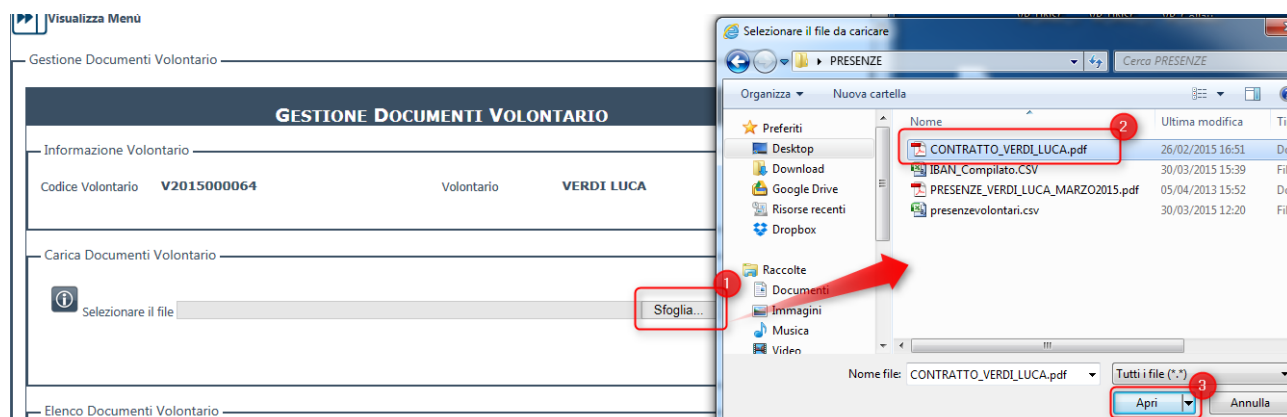 Visualizza Menù
Gestione Documenti Volontario
GESTIONE DOCUMENTI VOLONTARIO
Informazione Volontario
Codice Volontario V2015000064 Volontario VERDI LUCA
Carica Documenti Volontario
Selezionare il file Sfoglia...
1
Elenco Documenti Volontario
Selezionare il file da caricare
PRESENZE Cerca PRESENZE
Organizza Nuova cartella
Nome Ultima modifica
2
CONTRATTO_VERDI_LUCA.pdf 26/02/2015 16:51
IBAN_Compilato.CSV 30/03/2015 15:39
PRESENZE_VERDI_LUCA_MARZO2015.pdf 05/04/2013 15:52
presenzevolontari.csv 30/03/2015 12:20
Preferiti
Desktop
Download
Google Drive
Risorse recenti
Dropbox
Raccolte
Documenti
Immagini
Musica
Video
Nome file: CONTRATTO_VERDI_LUCA.pdf Tutti i file (*.*)
3
Apri Annulla